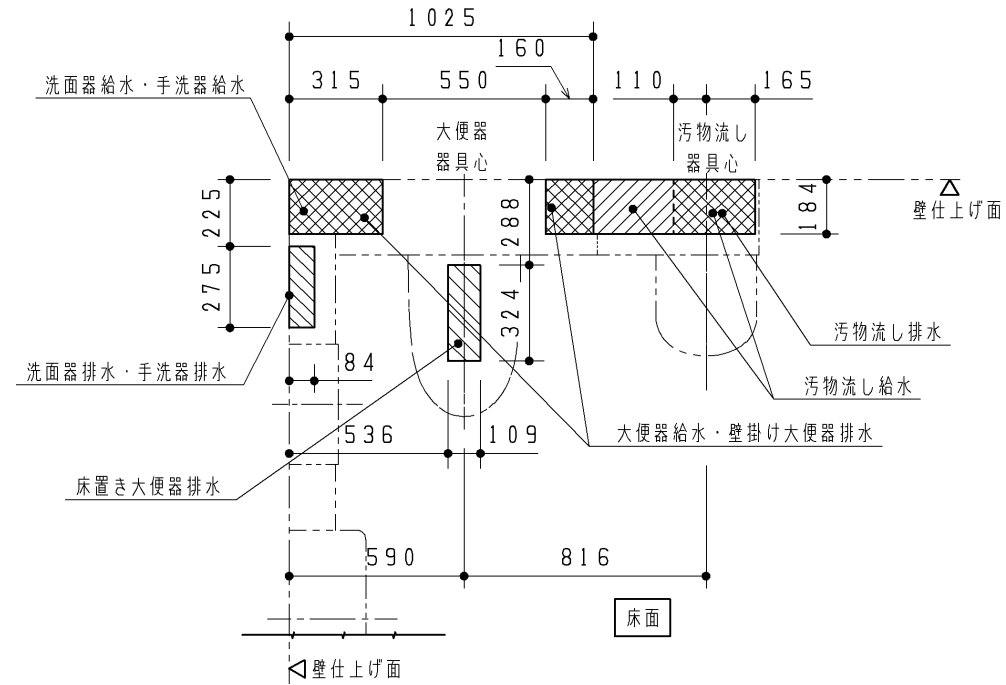 1025
160
洗面器給水・手洗器給水
315
550
110
165
大便器
器具心
汚物流し
器具心
225
288
184
壁仕上げ面
275
324
汚物流し排水
洗面器排水・手洗器排水
84
汚物流し給水
536
109
大便器給水・壁掛け大便器排水
床置き大便器排水
590
816
床面
壁仕上げ面